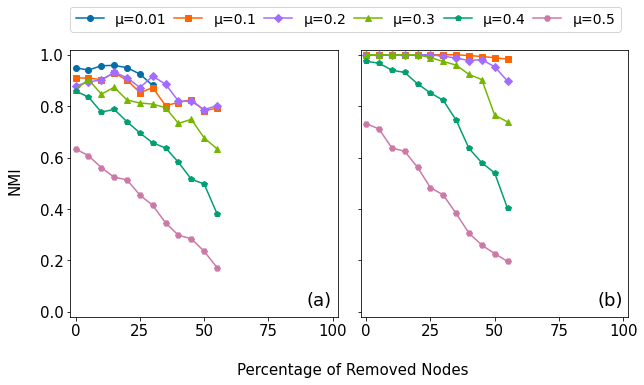 μ=0.01 μ=0.1 μ=0.2 μ=0.3 μ=0.4 μ=0.5
1.0
0.8
0.6
0.4
0.2
0.0
NMI
(a) (b)
0 25 50 75 100 0 25 50 75 100
Percentage of Removed Nodes